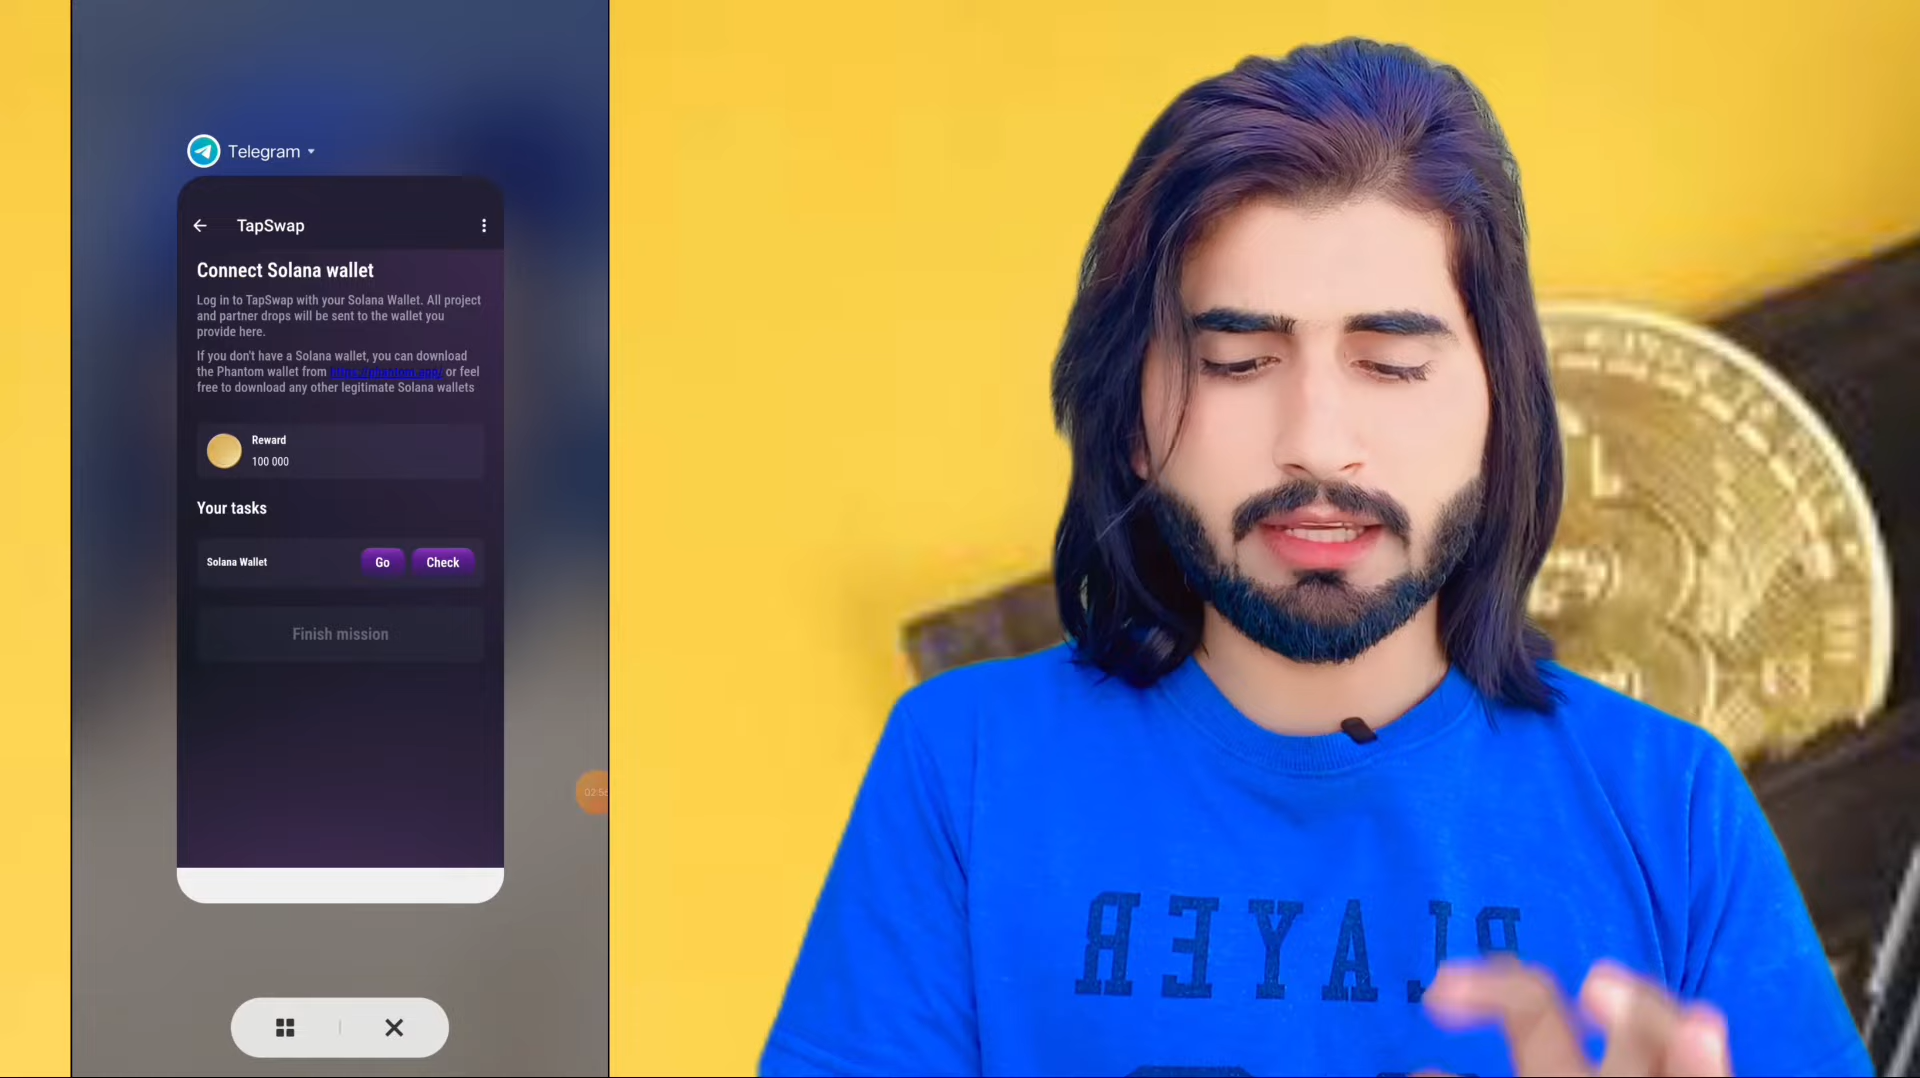 Telegram
TapSwap
Connect Solana wallet
Log in to TapSwap with your Solana Wallet. All project
and partner drops will be sent to the wallet you
provide here.
If you don't have a Solana wallet, you can download
the Phantom wallet from https://phantom.app/ or feel
free to download any other legitimate Solana wallets
Reward
100 000
Your tasks
Solana Wallet Go Check
Finish mission
PLAYER